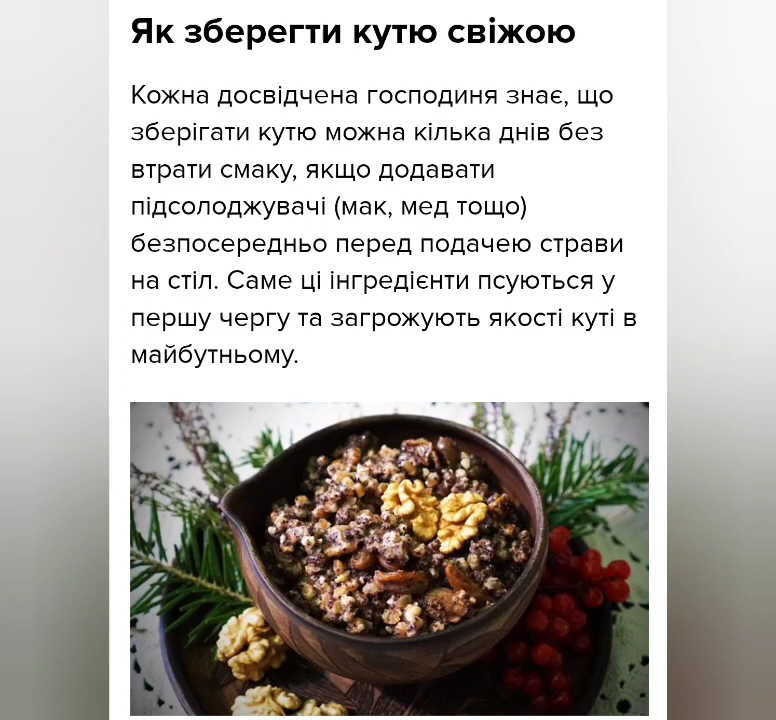 Як зберегти кутю свіжою
Кожна досвідчена господиня знає, що
зберігати кутю можна кілька днів без
втрати смаку, якщо додавати
підсолоджувачі (мак, мед тощо)
безпосередньо перед подачею страви
на стіл. Саме ці інгредієнти псуються у
першу чергу та загрожують якості куті в
майбутньому.